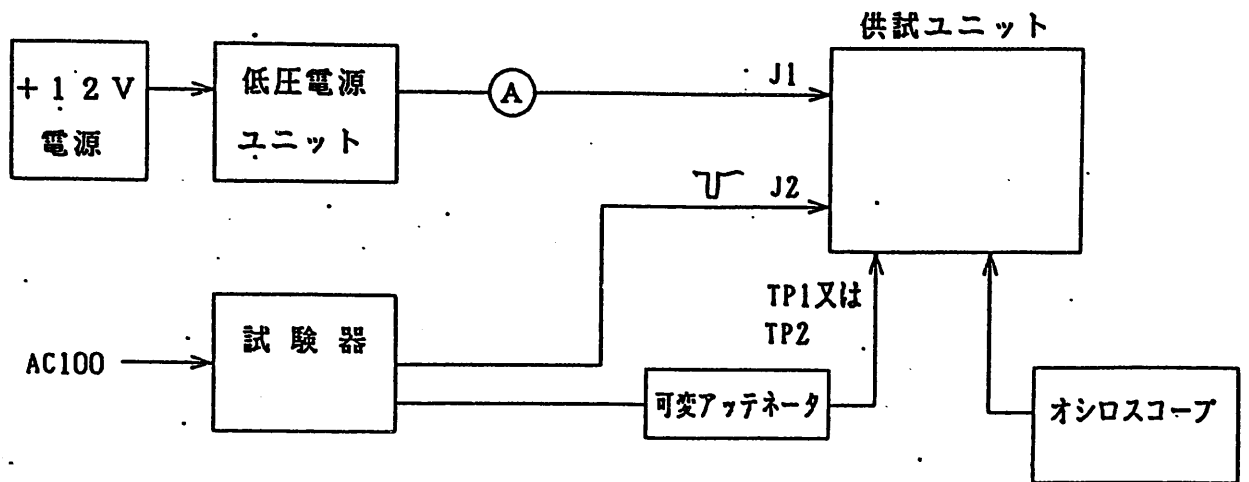 供試ユニット
+12V
電源
低圧電源
ユニット
A
J1
J2
TP1又は
TP2
試験器
AC100
可変アッテネータ
オシロスコープ